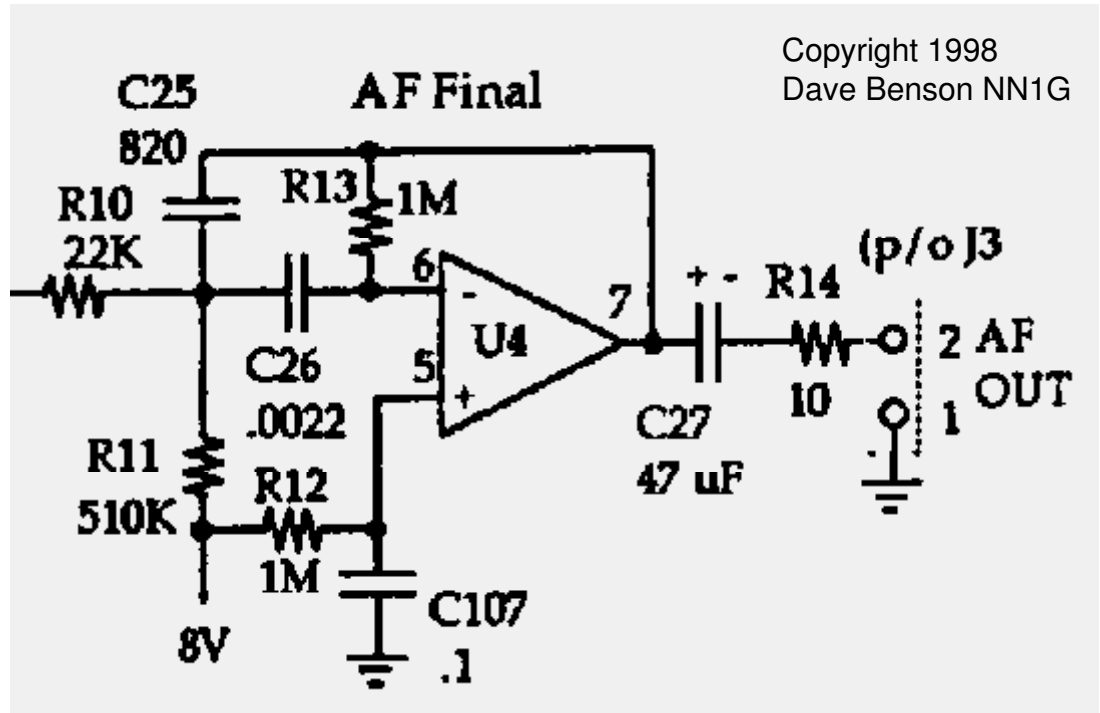 Copyright 1998
Dave Benson NN1G
C25
820
AF Final
R10
22K
R13
1M
(p/o J3
6
-
7
+ -
R14
U4
5
+
C26
.0022
C27
47 uF
10
2 AF
OUT
1
R11
510K
R12
1M
C107
.1
8V